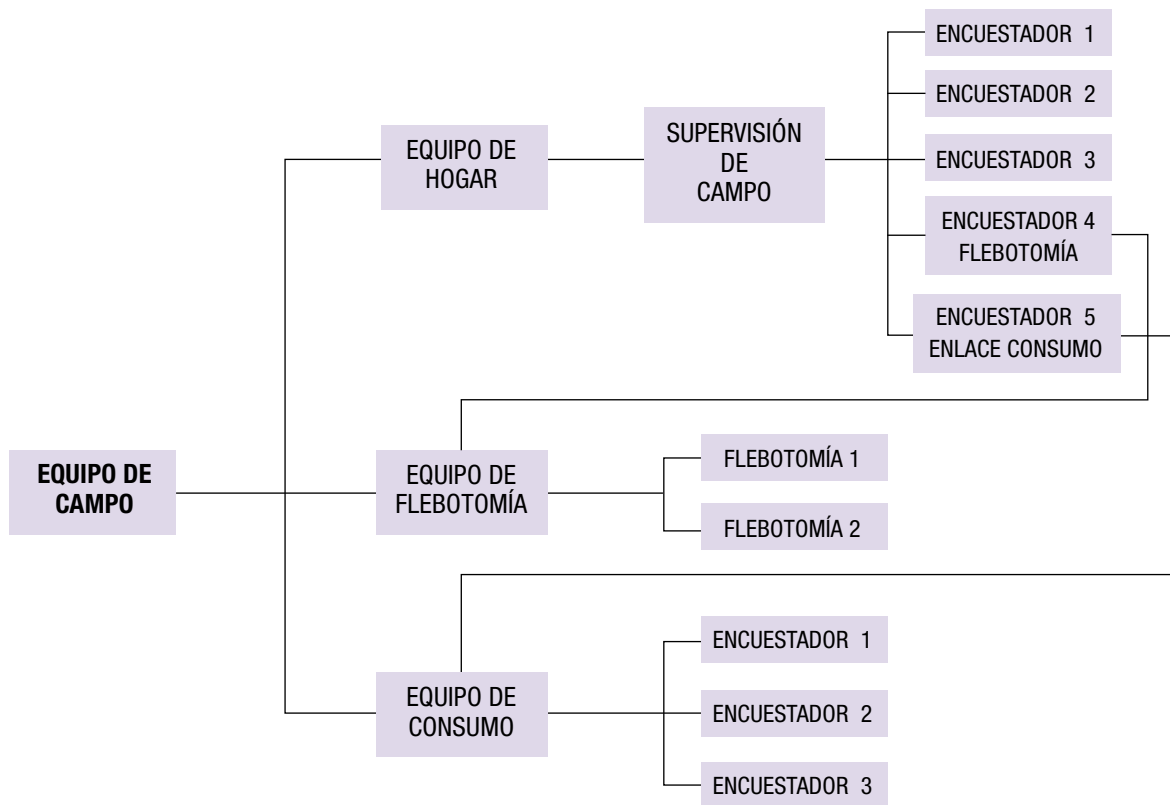 ENCUESTADOR 1
ENCUESTADOR 2
EQUIPO DE
HOGAR
SUPERVISIÓN
DE
CAMPO
ENCUESTADOR 3
ENCUESTADOR 4
FLEBOTOMÍA
ENCUESTADOR 5
ENLACE CONSUMO
EQUIPO DE
CAMPO
EQUIPO DE
FLEBOTOMÍA
FLEBOTOMÍA 1
FLEBOTOMÍA 2
EQUIPO DE
CONSUMO
ENCUESTADOR 1
ENCUESTADOR 2
ENCUESTADOR 3